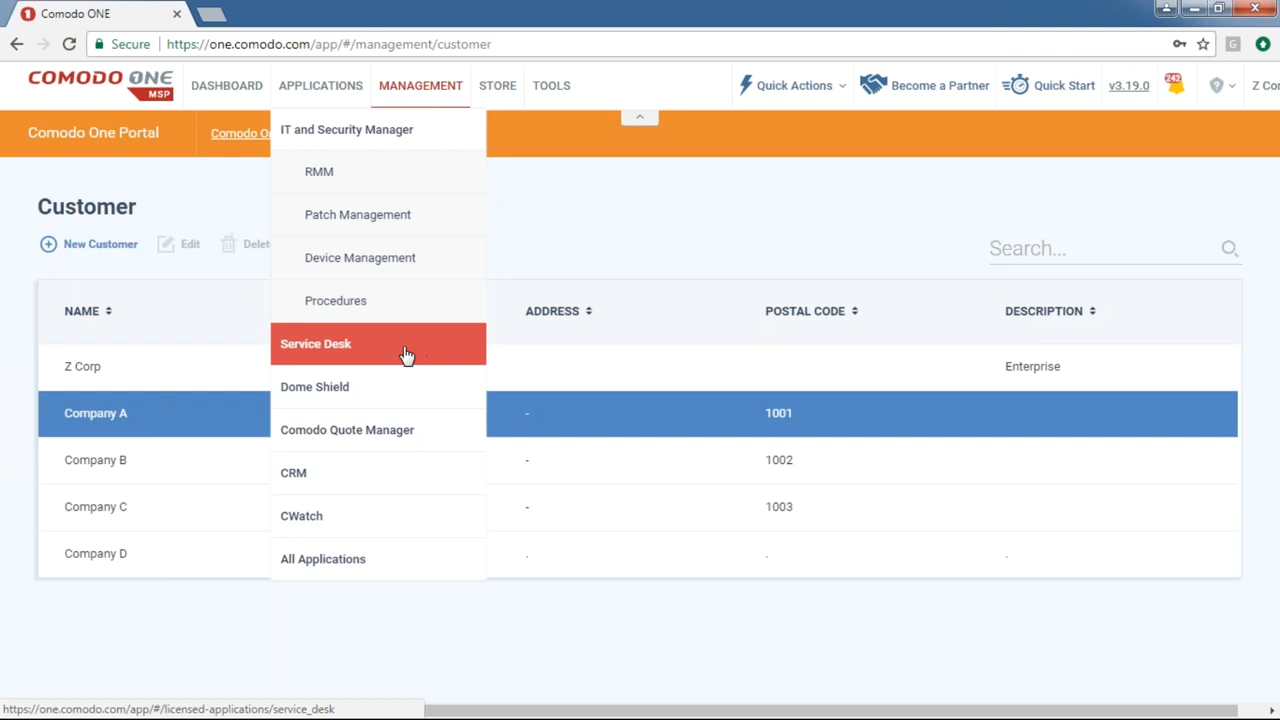 Comodo ONE
Secure https://one.comodo.com/app/#/management/customer
COMODO ONE MSP DASHBOARD APPLICATIONS MANAGEMENT STORE TOOLS Quick Actions Become a Partner Quick Start v3.19.0 242 Z Cor
Comodo One Portal Comodo On
IT and Security Manager
RMM
Patch Management
Device Management
Procedures
Service Desk
Dome Shield
Comodo Quote Manager
CRM
CWatch
All Applications
Customer
New Customer Edit Delet
Search...
NAME ADDRESS POSTAL CODE DESCRIPTION
Z Corp Enterprise
Company A - 1001
Company B - 1002
Company C - 1003
Company D . . .
https://one.comodo.com/app/#/licensed-applications/service_desk